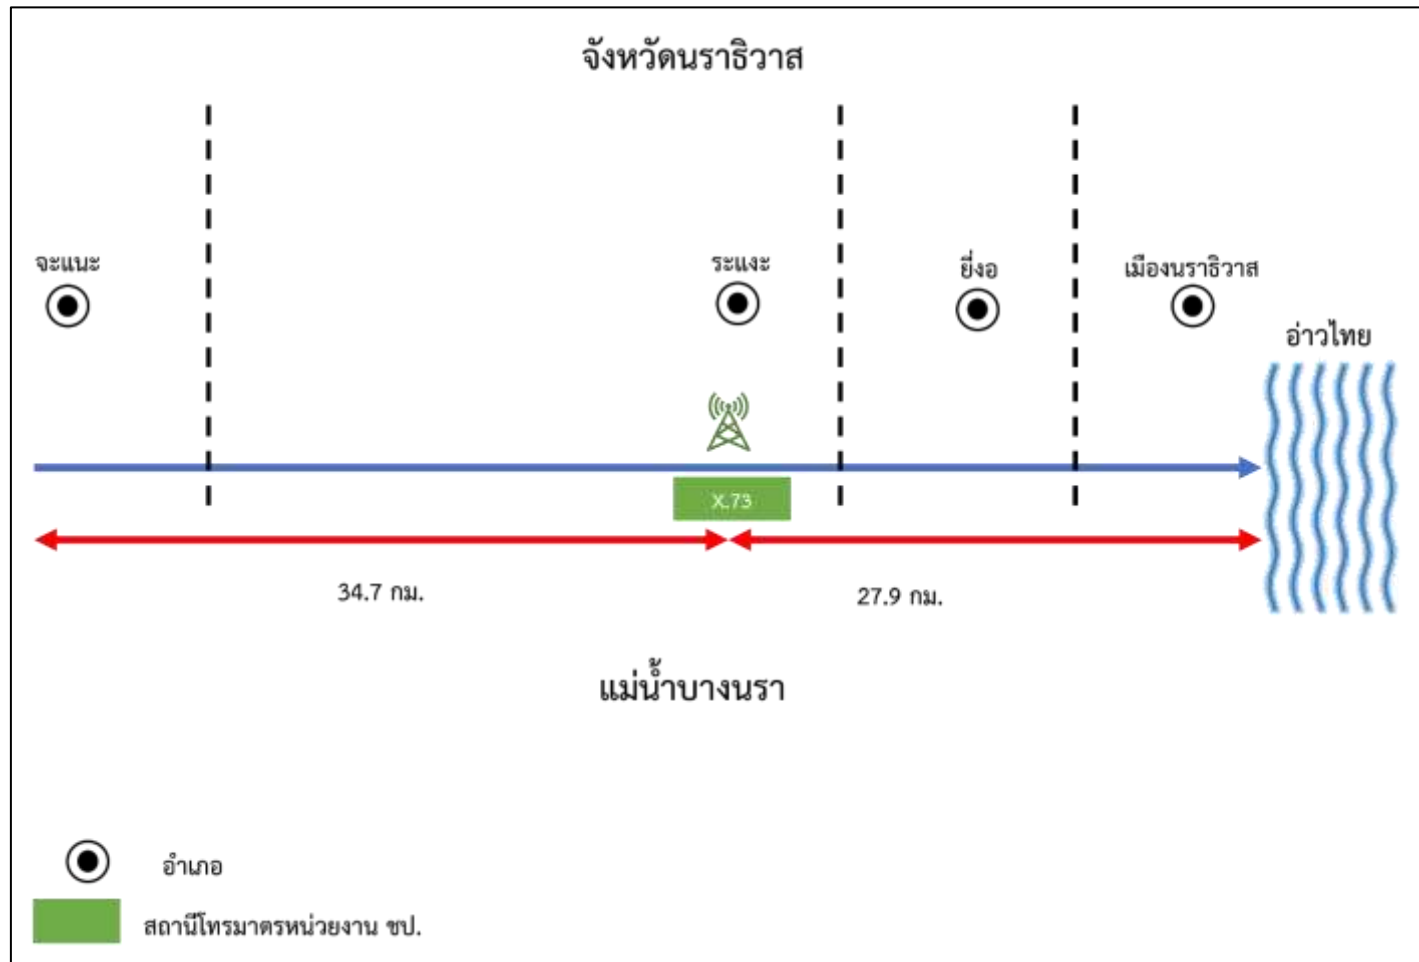 จังหวัดนราธิวาส
จะแนะ
ระแงะ
ยี่งอ
เมืองนราธิวาส
อ่าวไทย
X.73
34.7 กม.
27.9 กม.
แม่น้ำบางนรา
อำเภอ
สถานีโทรมาตรหน่วยงาน ชป.